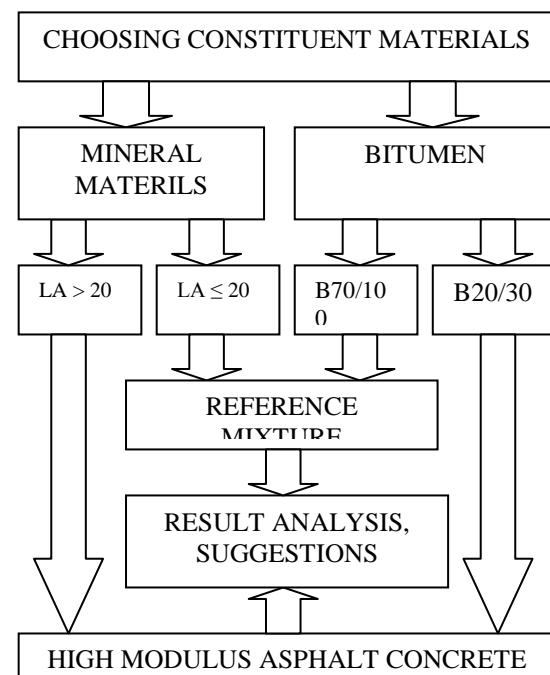 CHOOSING CONSTITUENT MATERIALS
MINERAL
MATERILS
BITUMEN
LA > 20
LA ≤ 20
B70/10
0
B20/30
REFERENCE
MIXTURE
RESULT ANALYSIS,
SUGGESTIONS
HIGH MODULUS ASPHALT CONCRETE